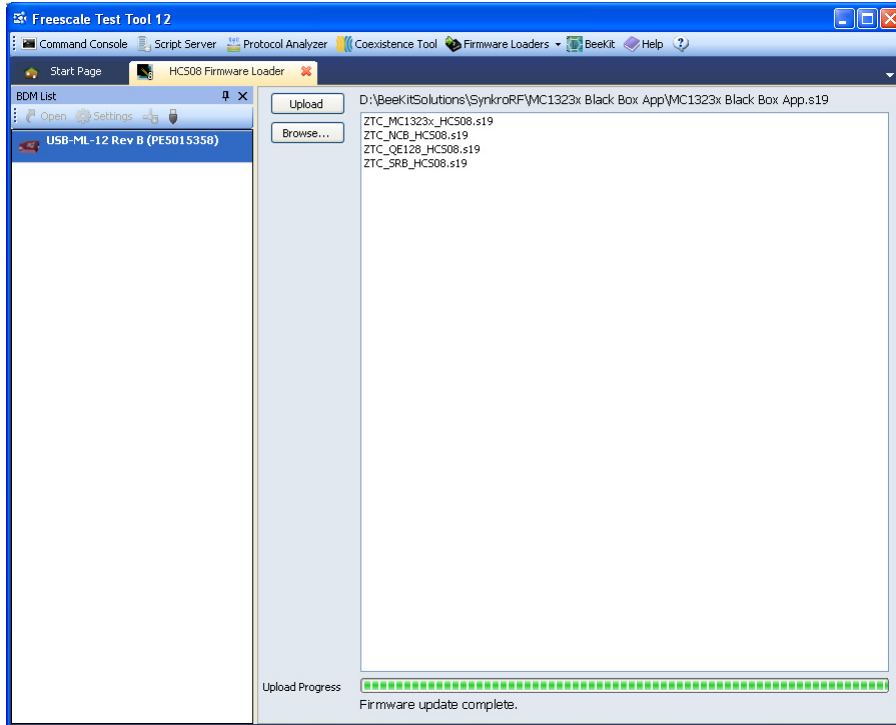 Freescale Test Tool 12
Command Console Script Server Protocol Analyzer Coexistence Tool Firmware Loaders BeeKit Help
Start Page HCS08 Firmware Loader
BDM List
Open Settings
USB-ML-12 Rev B (PE5015358)
Upload D:\BeeKitSolutions\SynkroRF\MC1323x Black Box App\MC1323x Black Box App.s19
Browse...
ZTC_MC1323x_HCS08.s19
ZTC_NCB_HCS08.s19
ZTC_QE128_HCS08.s19
ZTC_SRB_HCS08.s19
Upload Progress
Firmware update complete.